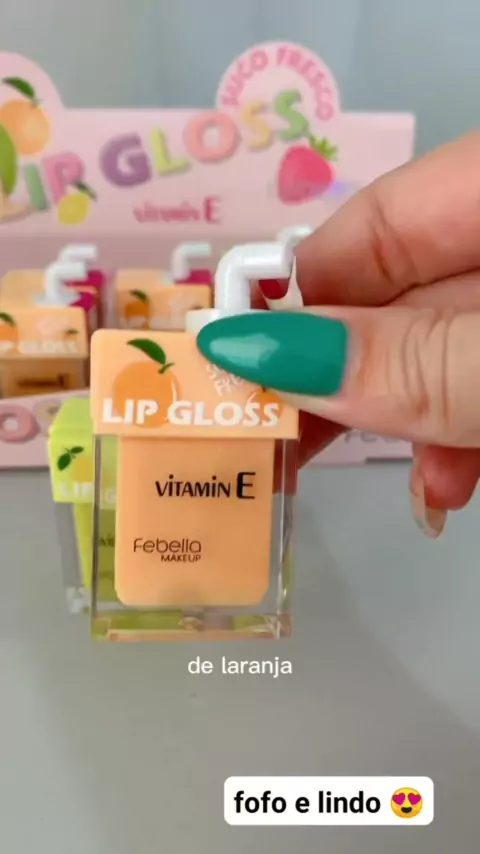 SUCO FRESCO
LIP GLOSS
vitamin E
LIP GLOSS
LIP GLOSS
VITAMIN E
Febella
MAKEUP
de laranja
fofo e lindo 😍